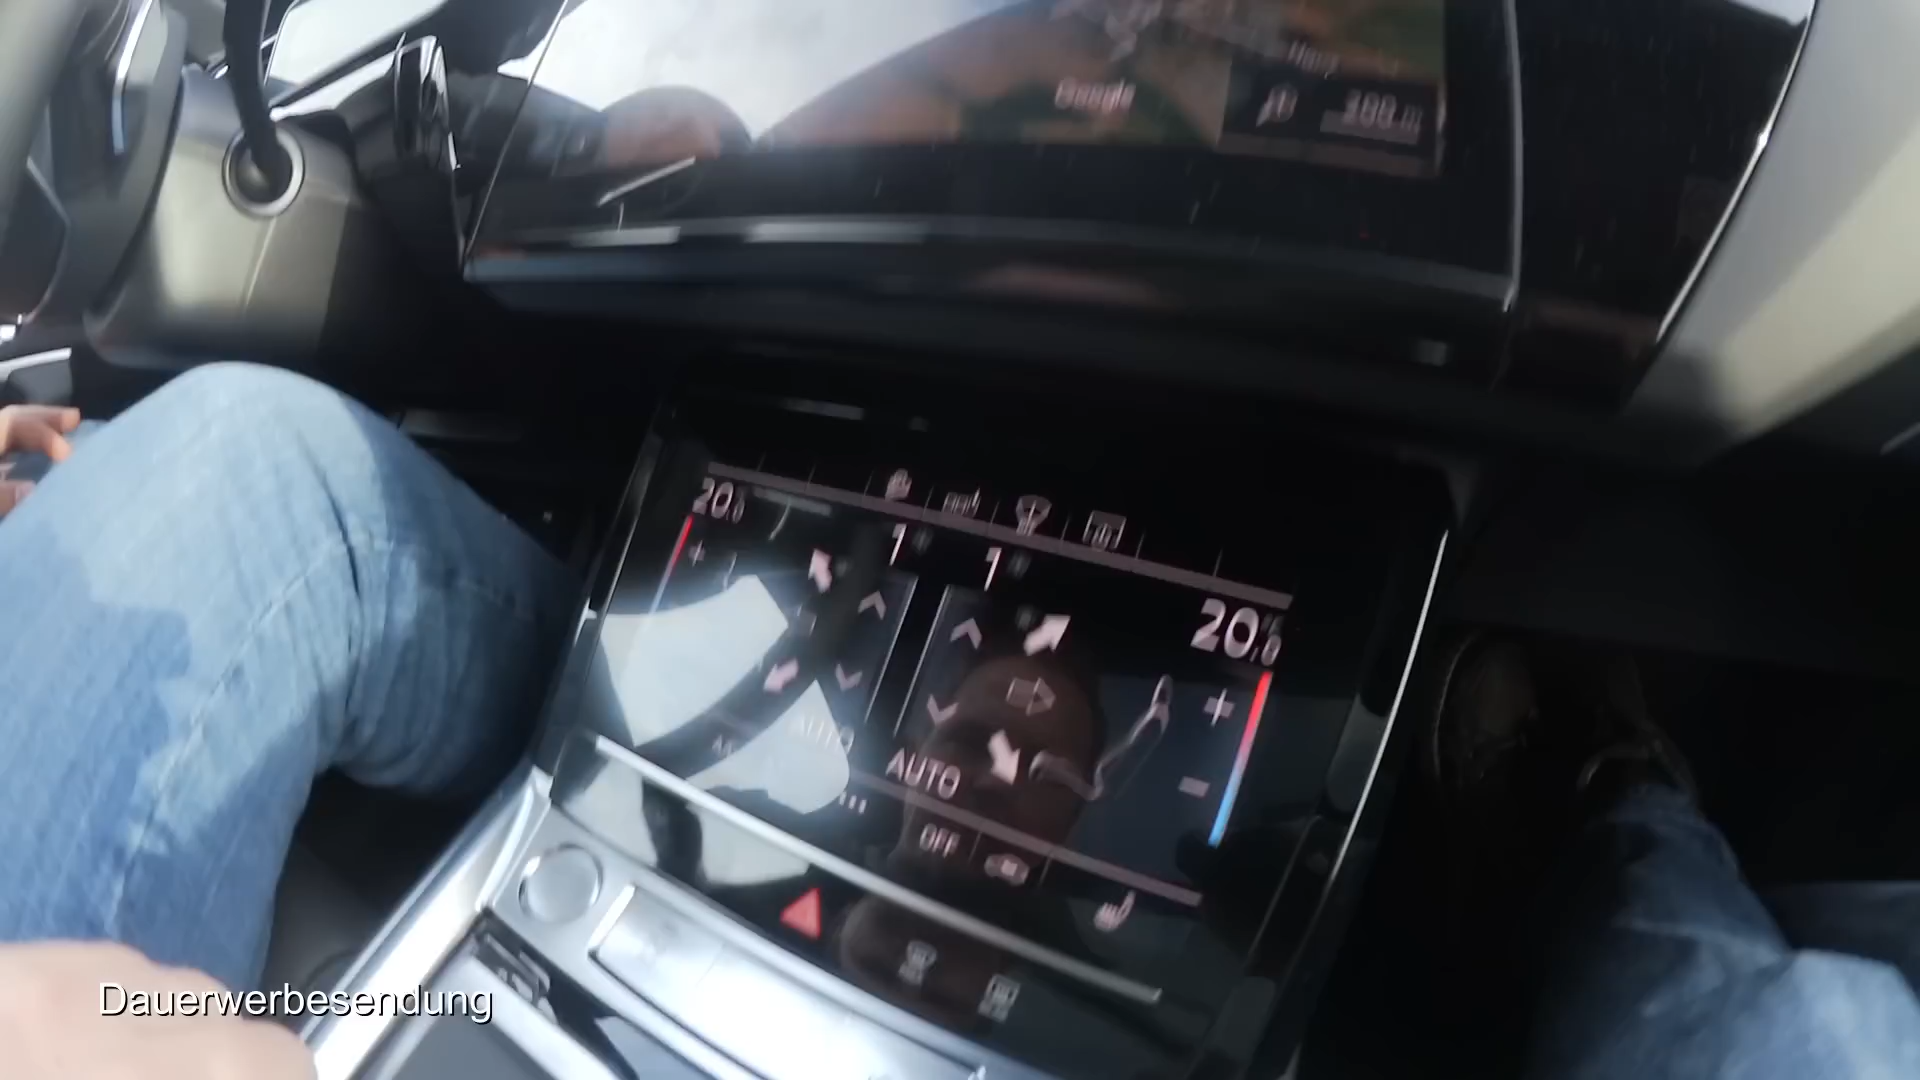 Google
20,0
1
1
20,0
AUTO
AUTO
OFF
Dauerwerbesendung